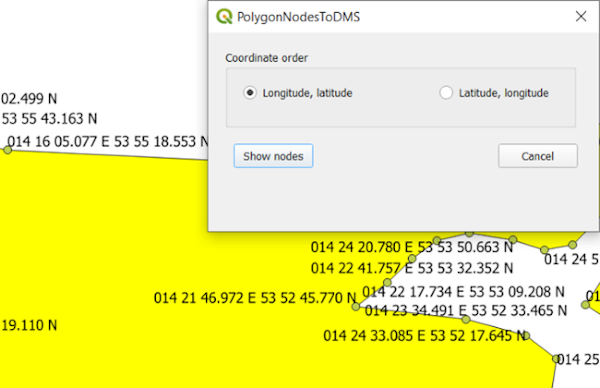 PolygonNodesToDMS
Coordinate order
Longitude, latitude
Latitude, longitude
Show nodes
Cancel
02.499 N
53 55 43.163 N
014 16 05.077 E 53 55 18.553 N
014 24 20.780 E 53 53 50.663 N
014 24 5
014 22 41.757 E 53 53 32.352 N
014 22 17.734 E 53 53 09.208 N
014 21 46.972 E 53 52 45.770 N
01
014 23 34.491 E 53 52 33.465 N
19.110 N
014 24 33.085 E 53 52 17.645 N
014 25